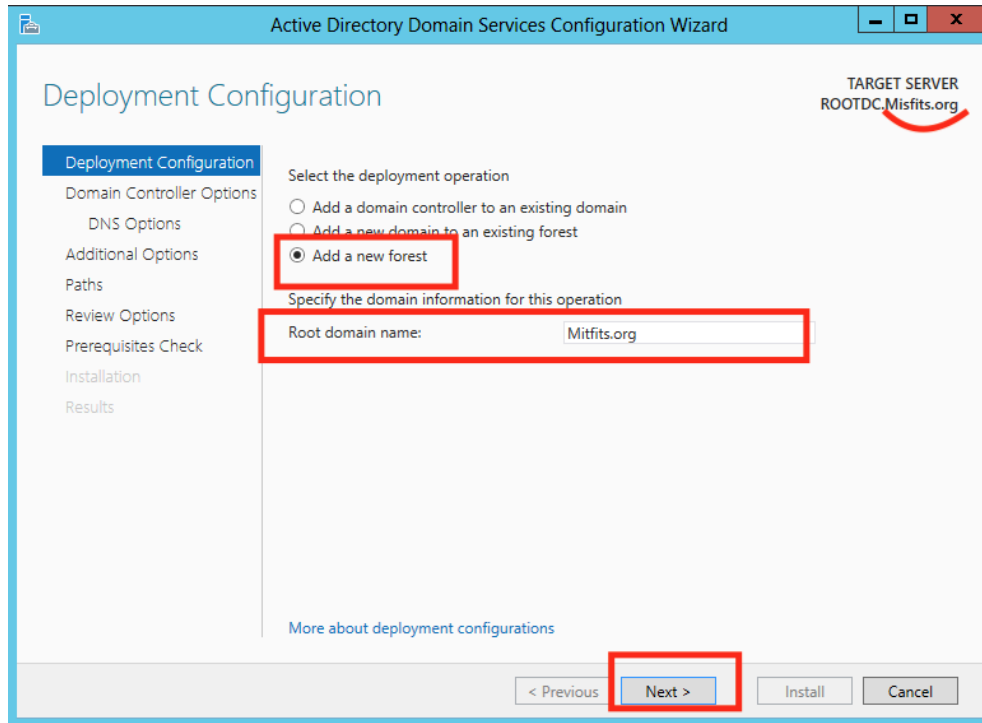 Active Directory Domain Services Configuration Wizard
x
Deployment Configuration
TARGET SERVER
ROOTDC.Misfits.org
Deployment Configuration
Domain Controller Options
DNS Options
Additional Options
Paths
Review Options
Prerequisites Check
Installation
Results
Select the deployment operation
Add a domain controller to an existing domain
Add a new domain to an existing forest
Add a new forest
Specify the domain information for this operation
Root domain name: Mitfits.org
More about deployment configurations
< Previous Next > Install Cancel